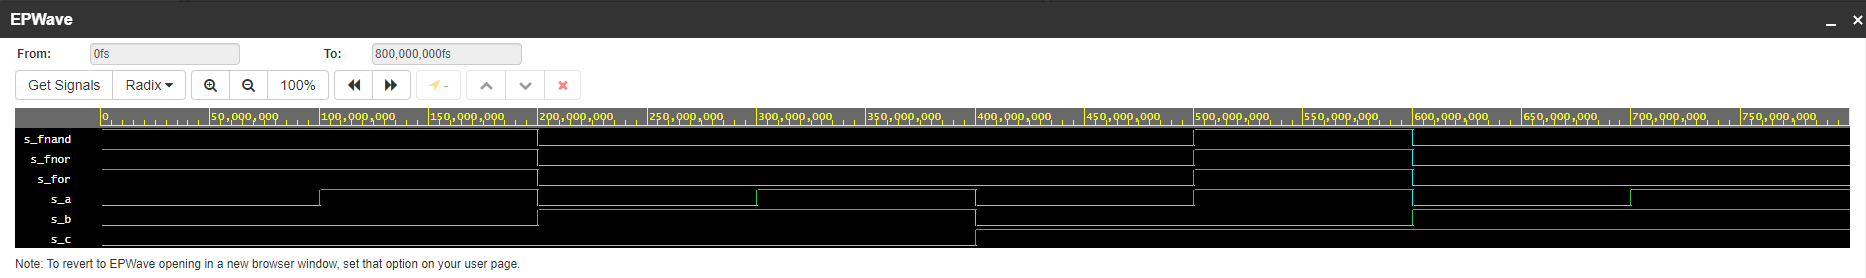 EPWave
From: 0fs To: 800,000,000fs
Get Signals Radix 100% -
0 50,000,000 100,000,000 150,000,000 200,000,000 250,000,000 300,000,000 350,000,000 400,000,000 450,000,000 500,000,000 550,000,000 600,000,000 650,000,000 700,000,000 750,000,000
s_fnand
s_fnor
s_for
s_a
s_b
s_c
Note: To revert to EPWave opening in a new browser window, set that option on your user page.